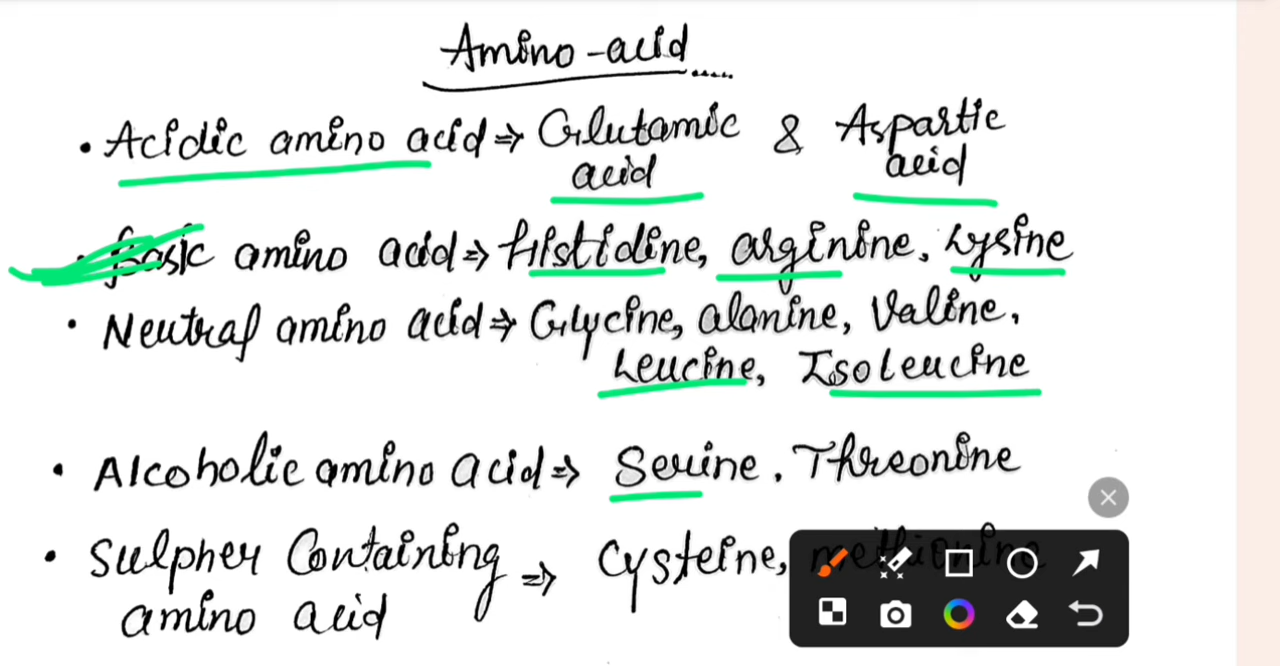 Amino-acid
• Acidic amino acid ⇒ Glutamic & Aspartic
acid acid
• basic amino acid ⇒ Histidine, arginine, Lysine
• Neutral amino acid ⇒ Glycine, alanine, Valine,
Leucine, Isoleucine
• Alcoholic amino acid ⇒ Serine, Threonine
• Sulpher Containing ⇒ Cysteine, methionine
amino acid